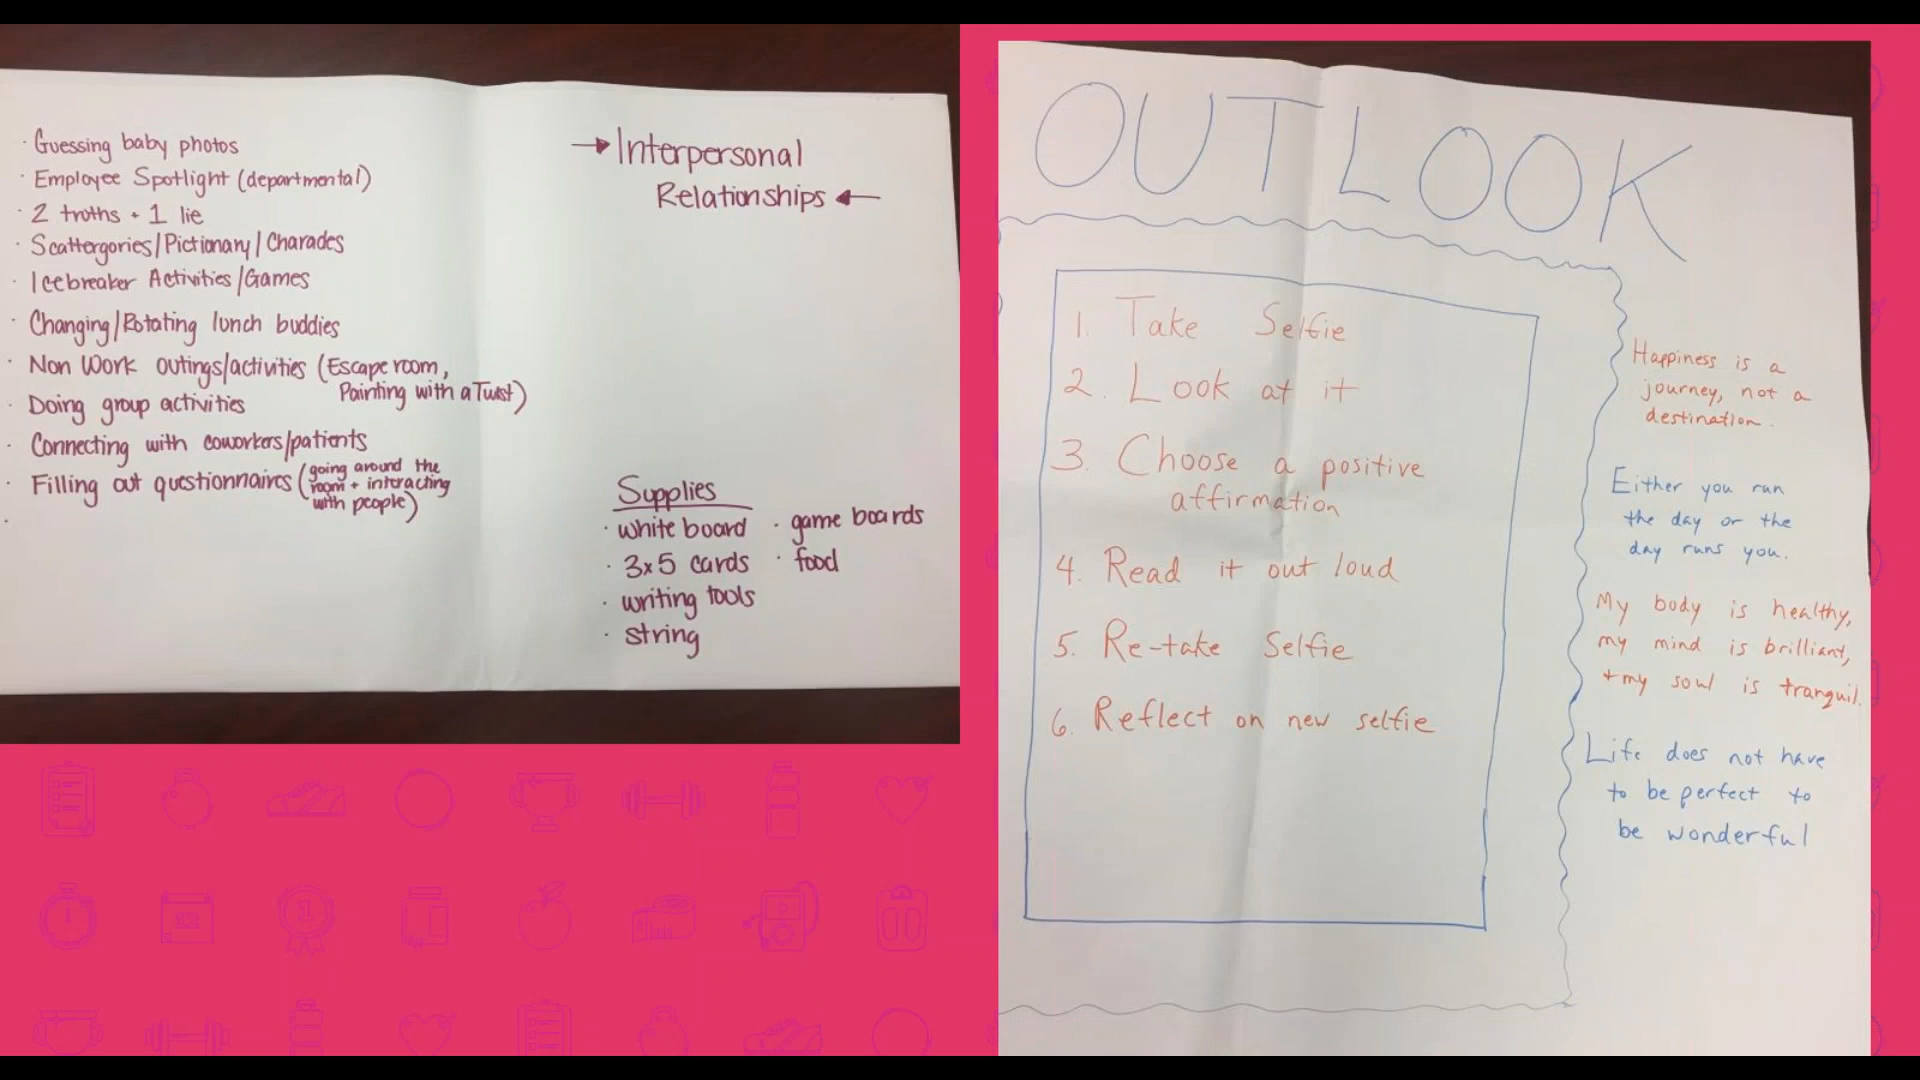 · Guessing baby photos
· Employee Spotlight (departmental)
· 2 truths + 1 lie
· Scattergories/Pictionary/Charades
· Icebreaker Activities/Games
· Changing/Rotating lunch buddies
· Non Work outings/activities (Escape room,
Painting with a Twist)
· Doing group activities
· Connecting with coworkers/patients
· Filling out questionnaires (going around the
room + interacting
with people)
→ Interpersonal
Relationships ←
Supplies
· white board
· 3x5 cards
· writing tools
· string
· game boards
· food
OUTLOOK
1. Take Selfie
2. Look at it
3. Choose a positive
affirmation
4. Read it out loud
5. Re-take Selfie
6. Reflect on new selfie
Happiness is a
journey, not a
destination.
Either you run
the day or the
day runs you.
My body is healthy,
my mind is brilliant,
+ my soul is tranquil.
Life does not have
to be perfect to
be wonderful